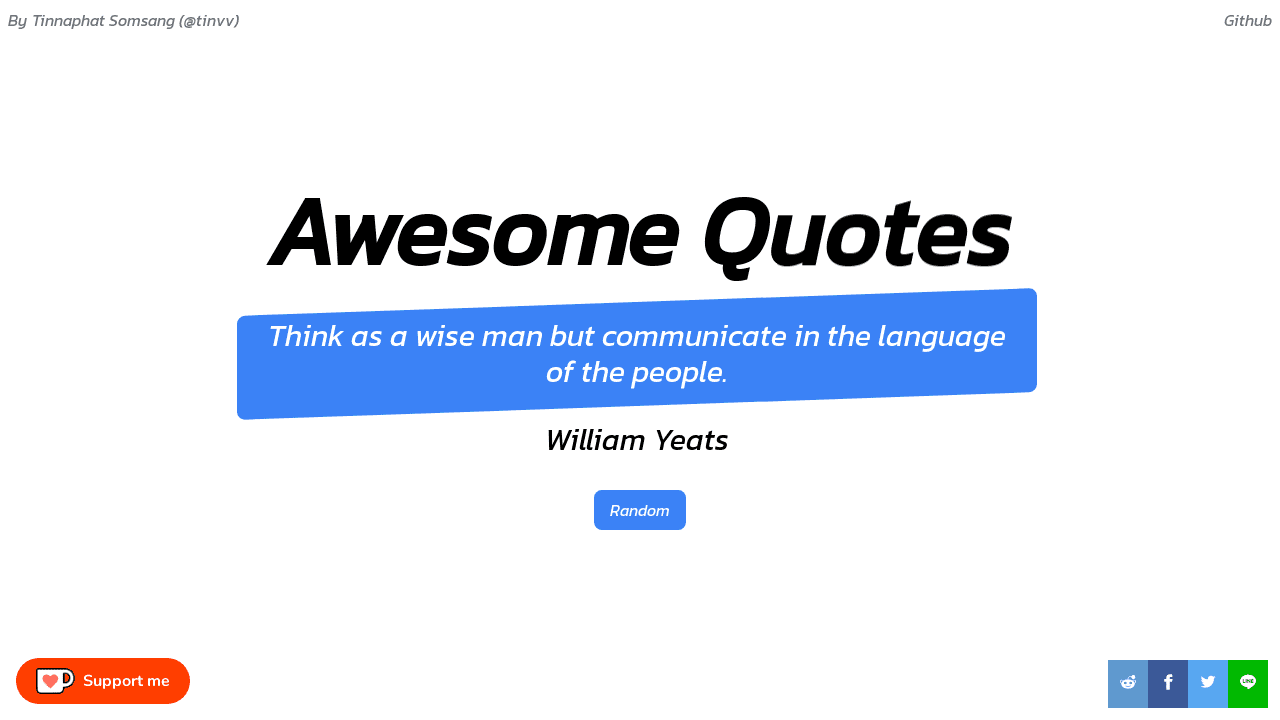 By Tinnaphat Somsang (@tinvv)
Github
Awesome Quotes
Think as a wise man but communicate in the language
of the people.
William Yeats
Random
Support me
LINE